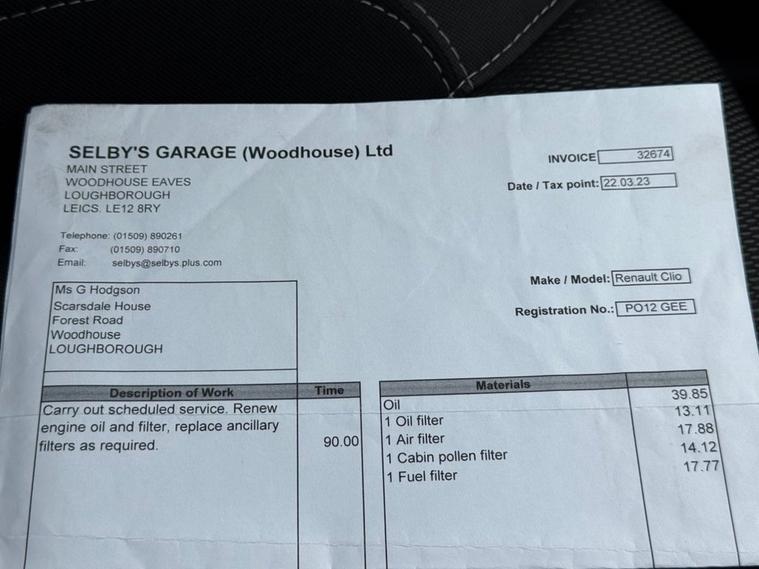 SELBY'S GARAGE (Woodhouse) Ltd
MAIN STREET
WOODHOUSE EAVES
LOUGHBOROUGH
LEICS. LE12 8RY
INVOICE 32674
Date / Tax point: 22.03.23
Telephone: (01509) 890261
Fax: (01509) 890710
Email: selbys@selbys.plus.com
Make / Model: Renault Clio
Registration No.: PO12 GEE
Ms G Hodgson
Scarsdale House
Forest Road
Woodhouse
LOUGHBOROUGH
Description of Work Time
Carry out scheduled service. Renew
engine oil and filter, replace ancillary
filters as required. 90.00
Materials
Oil 39.85
1 Oil filter 13.11
1 Air filter 17.88
1 Cabin pollen filter 14.12
1 Fuel filter 17.77